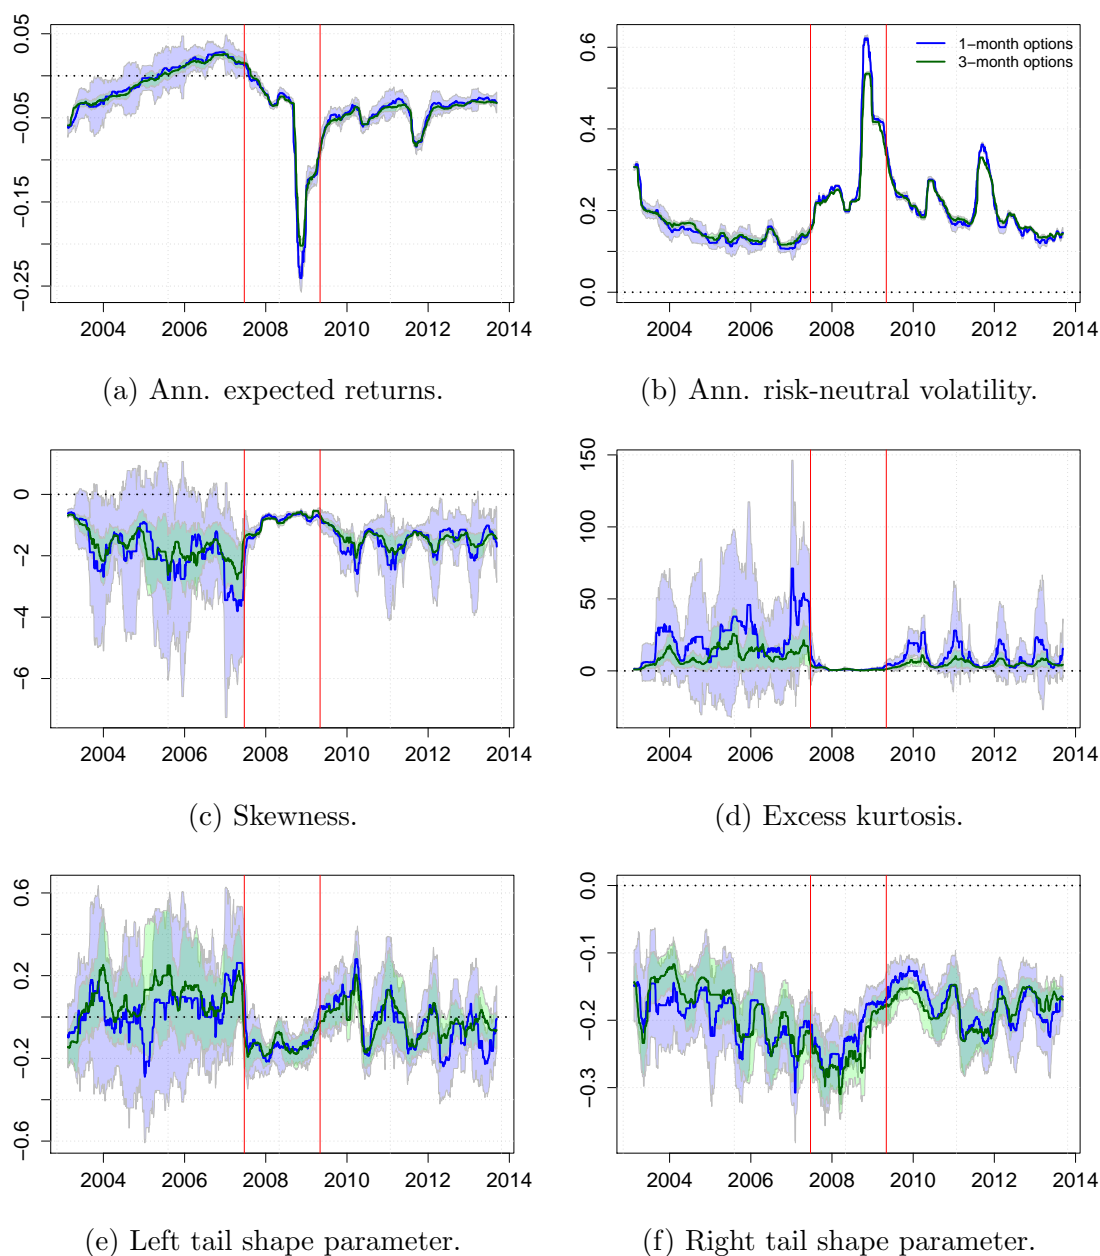 0.05
−0.05
−0.15
−0.25
2004 2006 2008 2010 2012 2014
(a) Ann. expected returns.
0.6
0.4
0.2
0.0
1−month options
3−month options
2004 2006 2008 2010 2012 2014
(b) Ann. risk-neutral volatility.
0
−2
−4
−6
2004 2006 2008 2010 2012 2014
(c) Skewness.
150
100
50
0
2004 2006 2008 2010 2012 2014
(d) Excess kurtosis.
0.6
0.2
−0.2
−0.6
2004 2006 2008 2010 2012 2014
(e) Left tail shape parameter.
0.0
−0.1
−0.2
−0.3
2004 2006 2008 2010 2012 2014
(f) Right tail shape parameter.